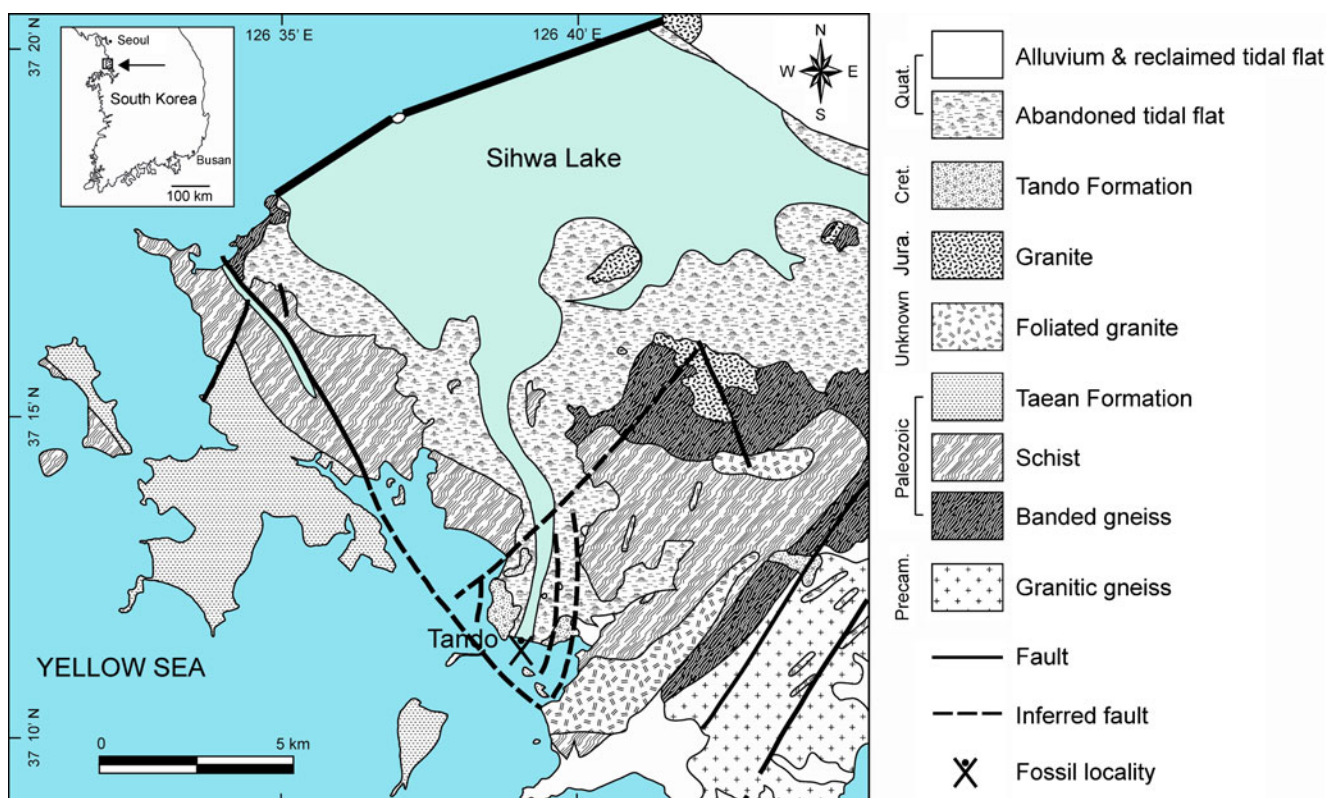 Seoul
South Korea
Busan
100 km
126 35' E
126 40' E
37 20' N
37 15' N
37 10' N
N
W E
S
Sihwa Lake
Tando
YELLOW SEA
0 5 km
Quat.
Alluvium & reclaimed tidal flat
Abandoned tidal flat
Cret.
Tando Formation
Jura.
Granite
Unknown
Foliated granite
Paleozoic
Taean Formation
Schist
Banded gneiss
Precam.
Granitic gneiss
Fault
Inferred fault
Fossil locality